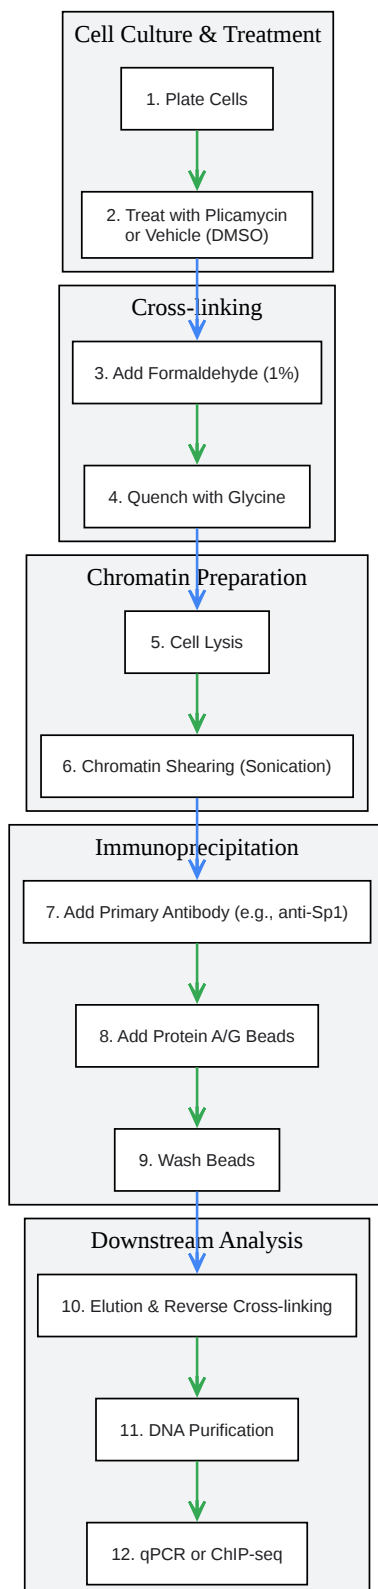 Cell Culture & Treatment
1. Plate Cells
2. Treat with Plicamycin
or Vehicle (DMSO)
Cross-linking
3. Add Formaldehyde (1%)
4. Quench with Glycine
Chromatin Preparation
5. Cell Lysis
6. Chromatin Shearing (Sonication)
Immunoprecipitation
7. Add Primary Antibody (e.g., anti-Sp1)
8. Add Protein A/G Beads
9. Wash Beads
Downstream Analysis
10. Elution & Reverse Cross-linking
11. DNA Purification
12. qPCR or ChIP-seq